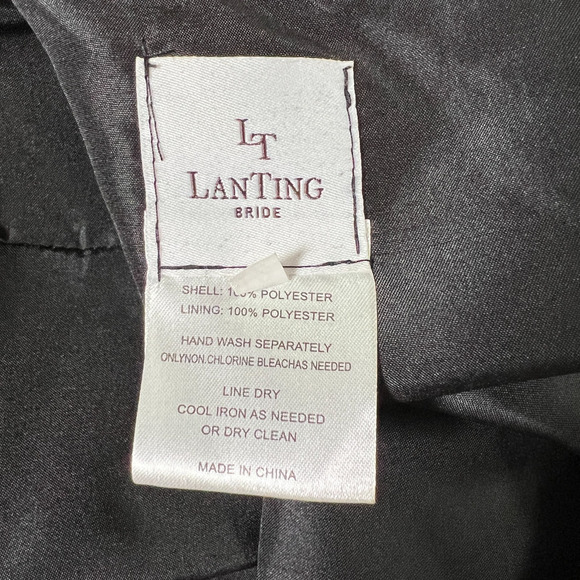 LT
LANTING
BRIDE
SHELL: 100% POLYESTER
LINING: 100% POLYESTER
HAND WASH SEPARATELY
ONLYNON.CHLORINE BLEACHAS NEEDED
LINE DRY
COOL IRON AS NEEDED
OR DRY CLEAN
MADE IN CHINA